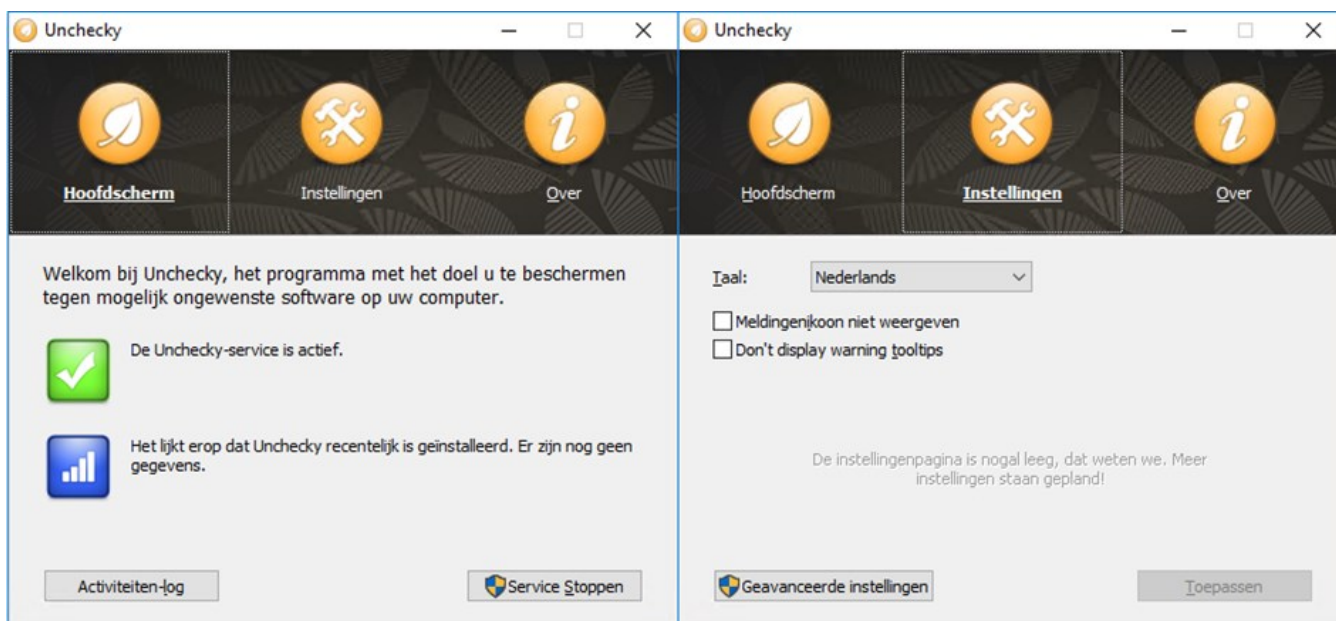 Unchecky
Hoofdscherm
Instellingen
Over
Welkom bij Unchecky, het programma met het doel u te beschermen
tegen mogelijk ongewenste software op uw computer.
De Unchecky-service is actief.
Het lijkt erop dat Unchecky recentelijk is geïnstalleerd. Er zijn nog geen
gegevens.
Activiteiten-log
Service Stoppen
Unchecky
Hoofdscherm
Instellingen
Over
Taal:
Nederlands
Meldingenikoon niet weergeven
Don't display warning tooltips
De instellingenpagina is nogal leeg, dat weten we. Meer
instellingen staan gepland!
Geavanceerde instellingen
Toepassen